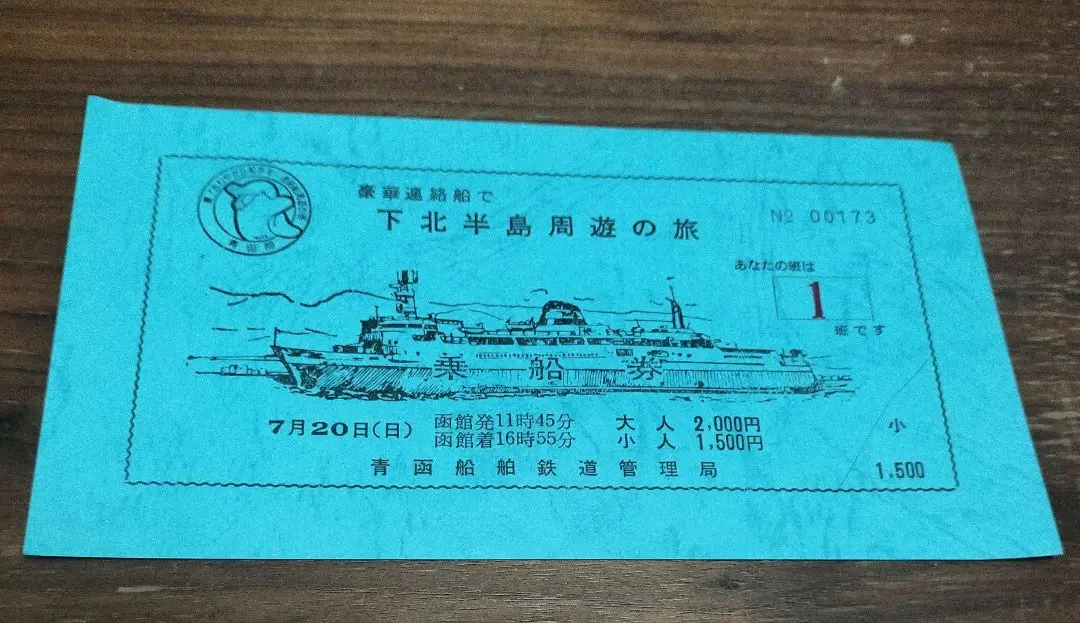 豪華連絡船で
下北半島周遊の旅
No 00173
あなたの班は
1
班です
乗船券
7月20日(日)
函館発11時45分
函館着16時55分
大人 2,000円
小人 1,500円
青函船舶鉄道管理局
小
1,500
青函局